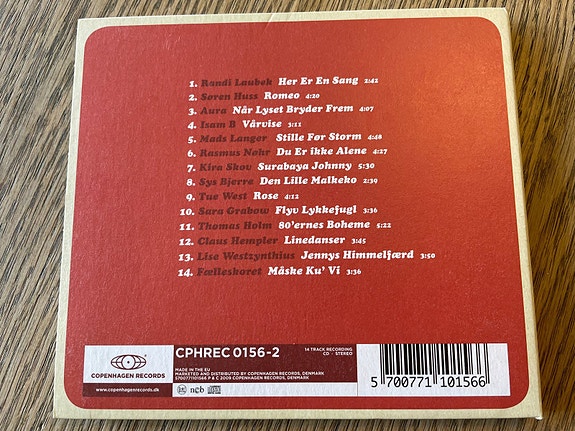 1. Randi Laubek Her Er En Sang 2:42
2. Søren Huss Romeo 4:20
3. Aura Når Lyset Bryder Frem 4:07
4. Isam B Vårvise 3:11
5. Mads Langer Stille Før Storm 4:48
6. Rasmus Nøhr Du Er ikke Alene 4:27
7. Kira Skov Surabaya Johnny 5:30
8. Sys Bjerre Den Lille Malkeko 2:39
9. Tue West Rose 4:12
10. Sara Grabow Flyv Lykkefugl 3:36
11. Thomas Holm 80'ernes Boheme 5:22
12. Claus Hempler Linedanser 3:45
13. Lise Westzynthius Jennys Himmelfærd 3:50
14. Fælleskoret Måske Ku' Vi 3:36
COPENHAGEN RECORDS
www.copenhagenrecords.dk
CPHREC 0156-2
14 TRACK RECORDING
CD - STEREO
MADE IN THE EU
MARKETED AND DISTRIBUTED BY COPENHAGEN RECORDS, DENMARK
5700771101566 P & C 2009 COPENHAGEN RECORDS, DENMARK
ncb
5 700771 101566